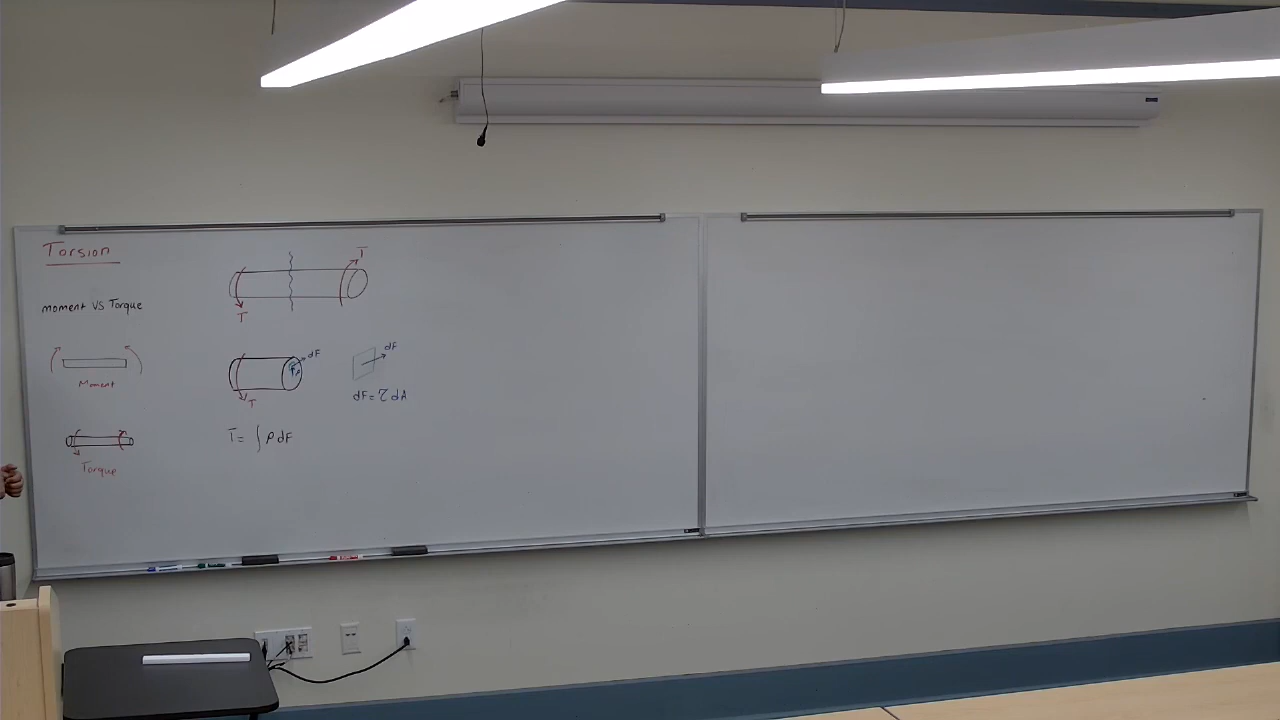 Torsion
moment VS Torque
Moment
Torque
T
T
dF
ρ
T
T = ∫ ρ dF
dF
dF = τ dA